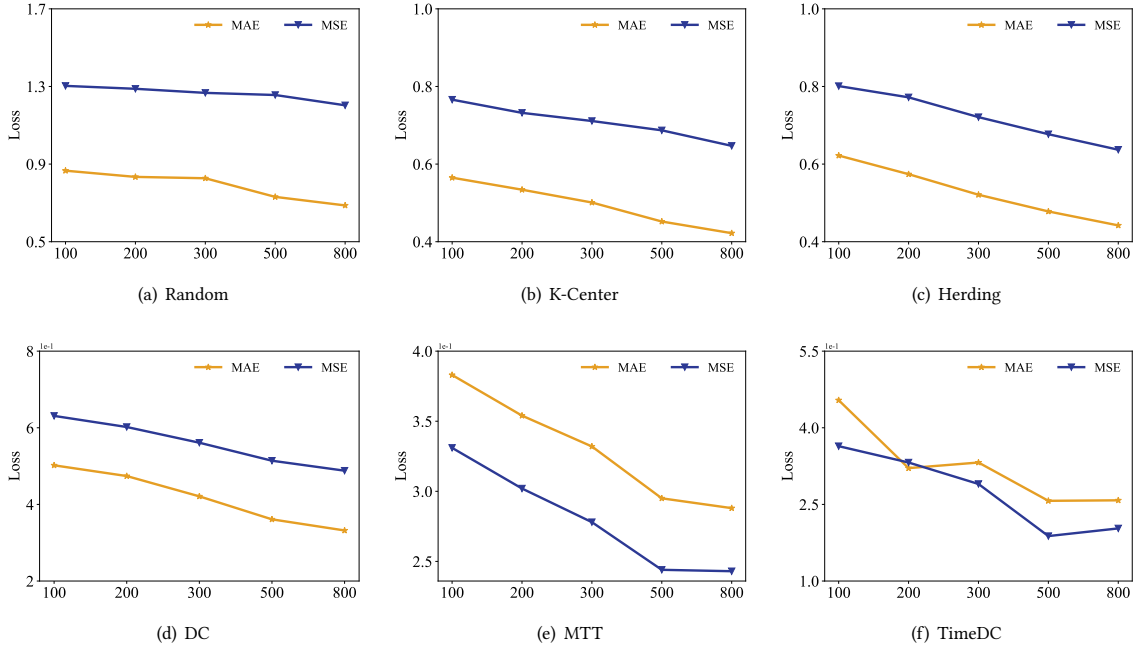 MAE MSE
1.7
1.3
0.9
0.5
Loss
100 200 300 500 800
(a) Random
MAE MSE
1.0
0.8
0.6
0.4
Loss
100 200 300 500 800
(b) K-Center
MAE MSE
1.0
0.8
0.6
0.4
Loss
100 200 300 500 800
(c) Herding
1e-1
MAE MSE
8
6
4
2
Loss
100 200 300 500 800
(d) DC
1e-1
MAE MSE
4.0
3.5
3.0
2.5
Loss
100 200 300 500 800
(e) MTT
1e-1
MAE MSE
5.5
4.0
2.5
1.0
Loss
100 200 300 500 800
(f) TimeDC